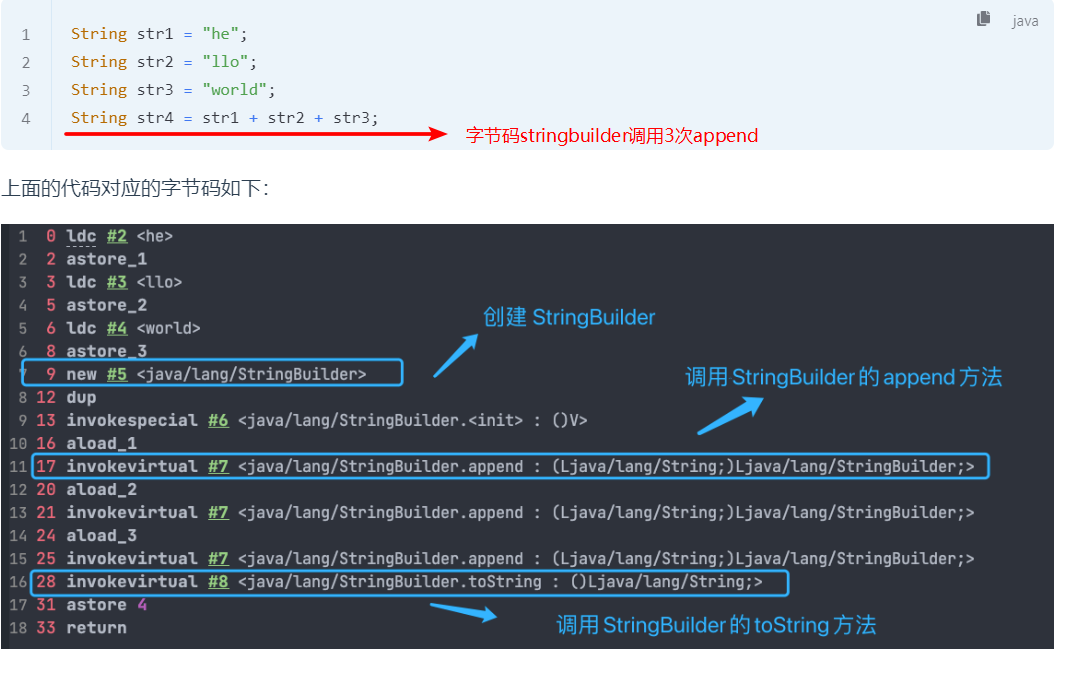 java
1 String str1 = "he";
2 String str2 = "llo";
3 String str3 = "world";
4 String str4 = str1 + str2 + str3;
字节码stringbuilder调用3次append
上面的代码对应的字节码如下：
1 0 ldc #2 <he>
2 2 astore_1
3 3 ldc #3 <llo>
4 5 astore_2
创建 StringBuilder
5 6 ldc #4 <world>
6 8 astore_3
7 9 new #5 <java/lang/StringBuilder>
调用 StringBuilder 的 append 方法
8 12 dup
9 13 invokespecial #6 <java/lang/StringBuilder.<init> : ()V>
10 16 aload_1
11 17 invokevirtual #7 <java/lang/StringBuilder.append : (Ljava/lang/String;)Ljava/lang/StringBuilder;>
12 20 aload_2
13 21 invokevirtual #7 <java/lang/StringBuilder.append : (Ljava/lang/String;)Ljava/lang/StringBuilder;>
14 24 aload_3
15 25 invokevirtual #7 <java/lang/StringBuilder.append : (Ljava/lang/String;)Ljava/lang/StringBuilder;>
16 28 invokevirtual #8 <java/lang/StringBuilder.toString : ()Ljava/lang/String;>
17 31 astore 4
调用 StringBuilder 的 toString 方法
18 33 return